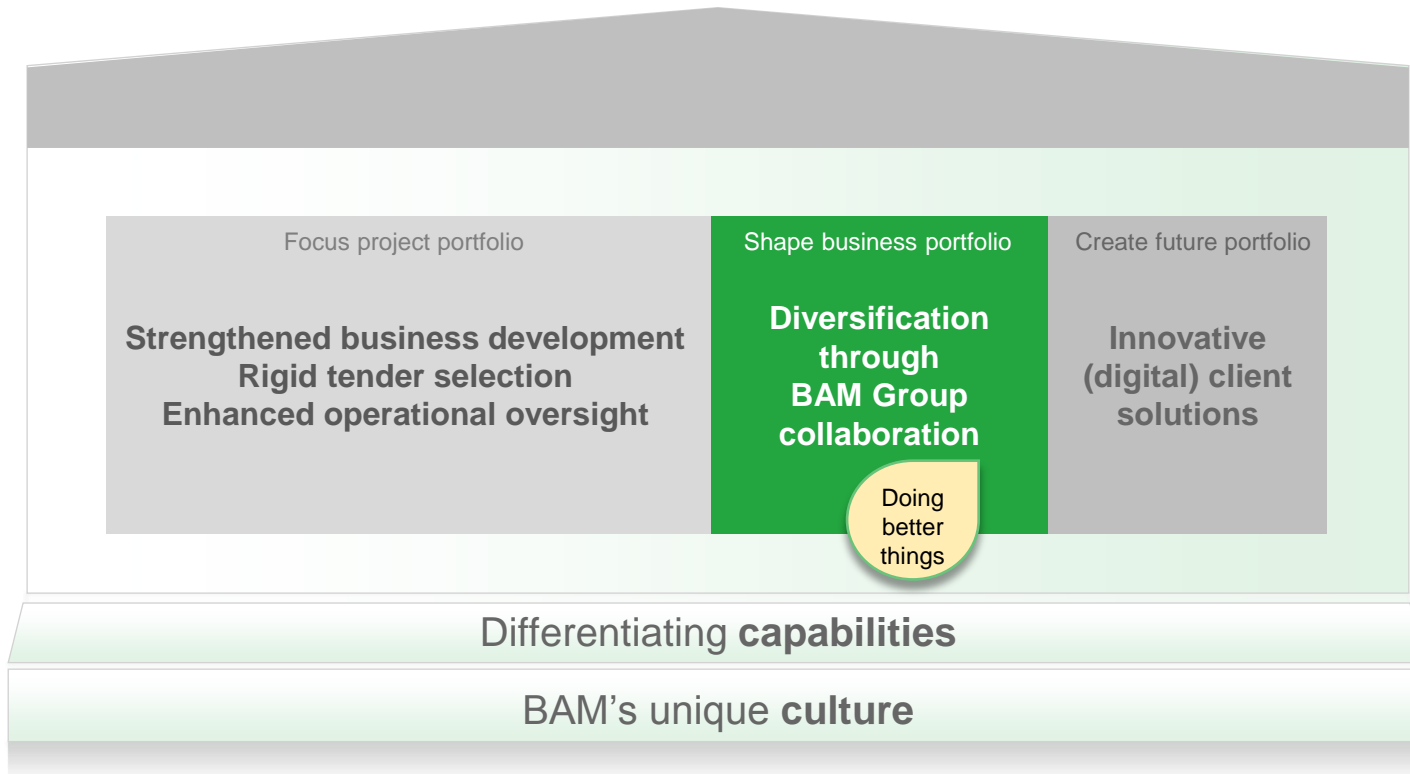 Focus project portfolio
Strengthened business development
Rigid tender selection
Enhanced operational oversight
Shape business portfolio
Diversification
through
BAM Group
collaboration
Doing
better
things
Create future portfolio
Innovative
(digital) client
solutions
Differentiating capabilities
BAM’s unique culture